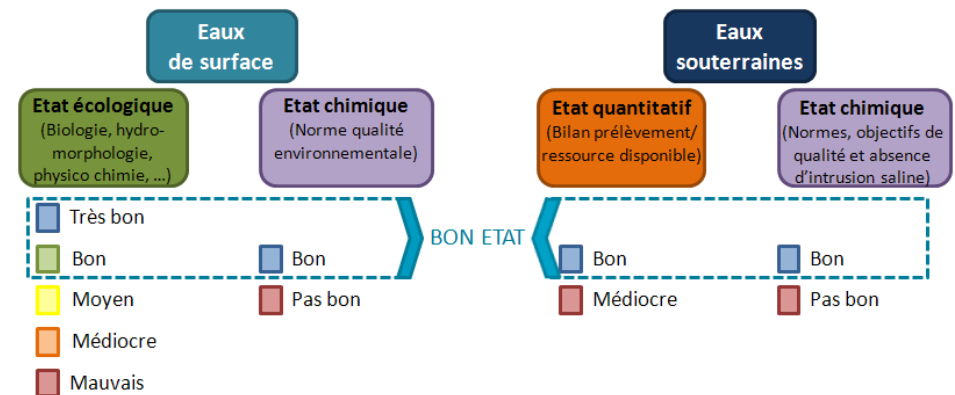 Eaux
de surface
Eaux
souterraines
Etat écologique
(Biologie, hydro-
morphologie,
physico chimie, …)
Etat chimique
(Norme qualité
environnementale)
Etat quantitatif
(Bilan prélèvement/
ressource disponible)
Etat chimique
(Normes, objectifs de
qualité et absence
d'intrusion saline)
Très bon
Bon
Moyen
Médiocre
Mauvais
Bon
Pas bon
BON ETAT
Bon
Médiocre
Bon
Pas bon